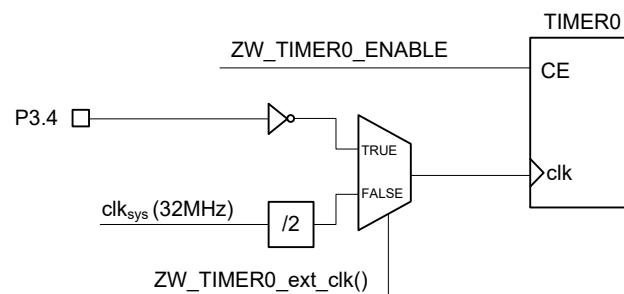 TIMER0
ZW_TIMER0_ENABLE
CE
P3.4
TRUE
clk
FALSE
clksys (32MHz)
/2
ZW_TIMER0_ext_clk()